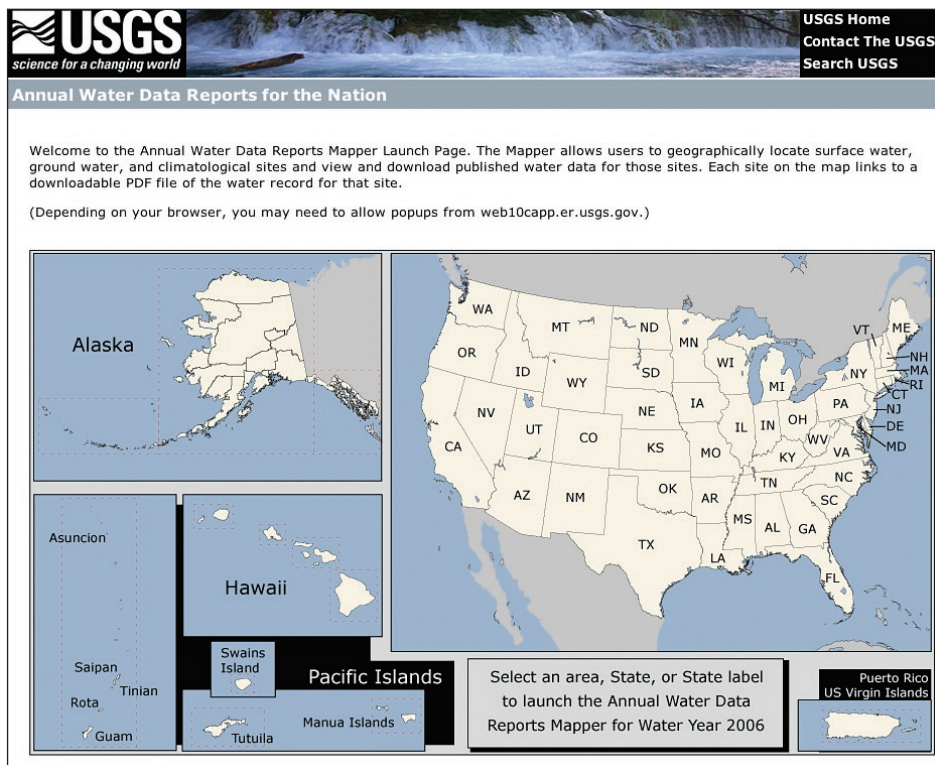 USGS
science for a changing world
USGS Home
Contact The USGS
Search USGS
Annual Water Data Reports for the Nation
Welcome to the Annual Water Data Reports Mapper Launch Page. The Mapper allows users to geographically locate surface water,
ground water, and climatological sites and view and download published water data for those sites. Each site on the map links to a
downloadable PDF file of the water record for that site.
(Depending on your browser, you may need to allow popups from web10capp.er.usgs.gov.)
Alaska
WA
MT
ND
MN
VT
ME
OR
ID
SD
WI
NH
MA
RI
WY
MI
NY
CT
NV
NE
IA
PA
NJ
UT
CO
IL
IN
OH
DE
MD
CA
KS
MO
WV
VA
KY
AZ
NM
OK
AR
TN
NC
SC
MS
AL
GA
TX
LA
FL
Asuncion
Saipan
Tinian
Rota
Guam
Hawaii
Swains
Island
Pacific Islands
Manua Islands
Tutuila
Select an area, State, or State label
to launch the Annual Water Data
Reports Mapper for Water Year 2006
Puerto Rico
US Virgin Islands